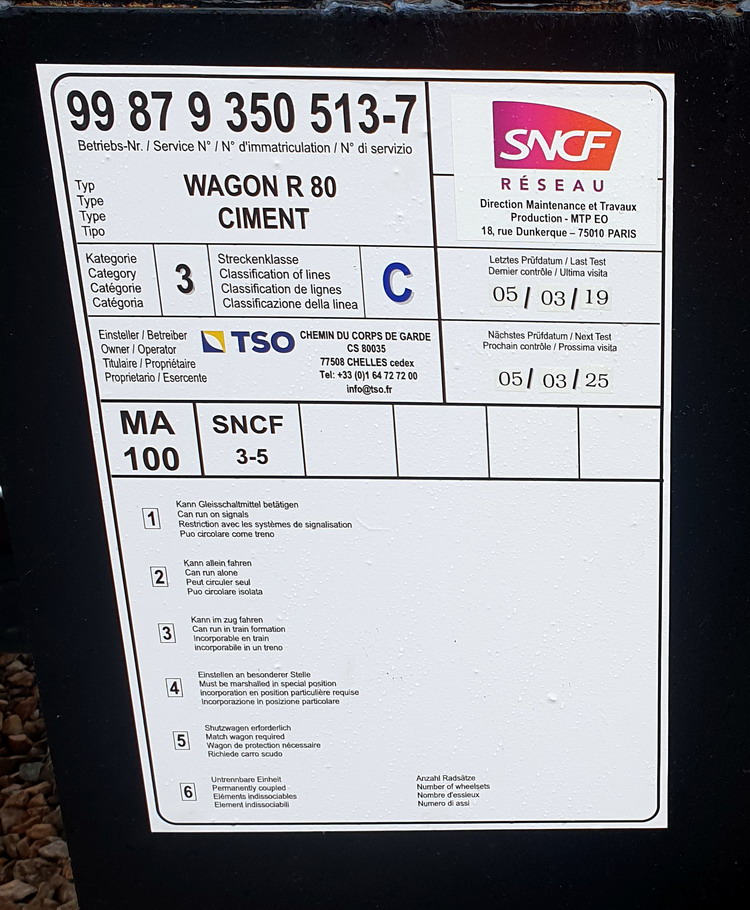 99 87 9 350 513-7
Betriebs-Nr. / Service N° / N° d'immatriculation / N° di servizio
Typ
Type
Type
Tipo
WAGON R 80
CIMENT
SNCF
RÉSEAU
Direction Maintenance et Travaux
Production - MTP EO
18, rue Dunkerque – 75010 PARIS
Kategorie
Category
Catégorie
Catégoria
3
Streckenklasse
Classification of lines
Classification de lignes
Classificazione della linea
C
Letztes Prüfdatum / Last Test
Dernier contrôle / Ultima visita
05 / 03 / 19
Einsteller / Betreiber
Owner / Operator
Titulaire / Propriétaire
Proprietario / Esercente
TSO
CHEMIN DU CORPS DE GARDE
CS 80035
77508 CHELLES cedex
Tel: +33 (0)1 64 72 72 00
info@tso.fr
Nächstes Prüfdatum / Next Test
Prochain contrôle / Prossima visita
05 / 03 / 25
MA
100
SNCF
3-5
1
Kann Gleisschaltmittel betätigen
Can run on signals
Restriction avec les systèmes de signalisation
Puo circolare come treno
2
Kann allein fahren
Can run alone
Peut circuler seul
Puo circolare isolata
3
Kann im zug fahren
Can run in train formation
Incorporable en train
incorporabile in un treno
4
Einstellen an besonderer Stelle
Must be marshalled in special position
incorporation en position particulière requise
Incorporazione in posizione particolare
5
Shutzwagen erforderlich
Match wagon required
Wagon de protection nécessaire
Richiede carro scudo
6
Untrennbare Einheit
Permanently coupled
Eléments indissociables
Element indissociabili
Anzahl Radsätze
Number of wheelsets
Nombre d'essieux
Numero di assi